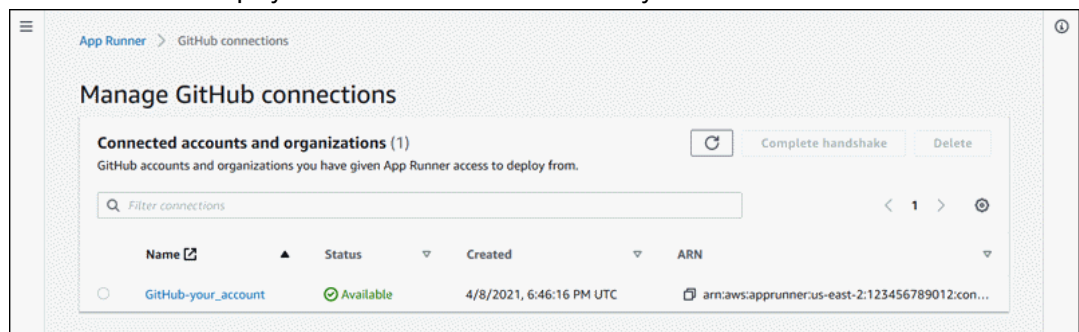 App Runner > GitHub connections
Manage GitHub connections
Connected accounts and organizations (1)
Complete handshake
Delete
GitHub accounts and organizations you have given App Runner access to deploy from.
Filter connections
< 1 >
Name
Status
Created
ARN
GitHub-your_account
Available
4/8/2021, 6:46:16 PM UTC
arn:aws:apprunner:us-east-2:123456789012:con...